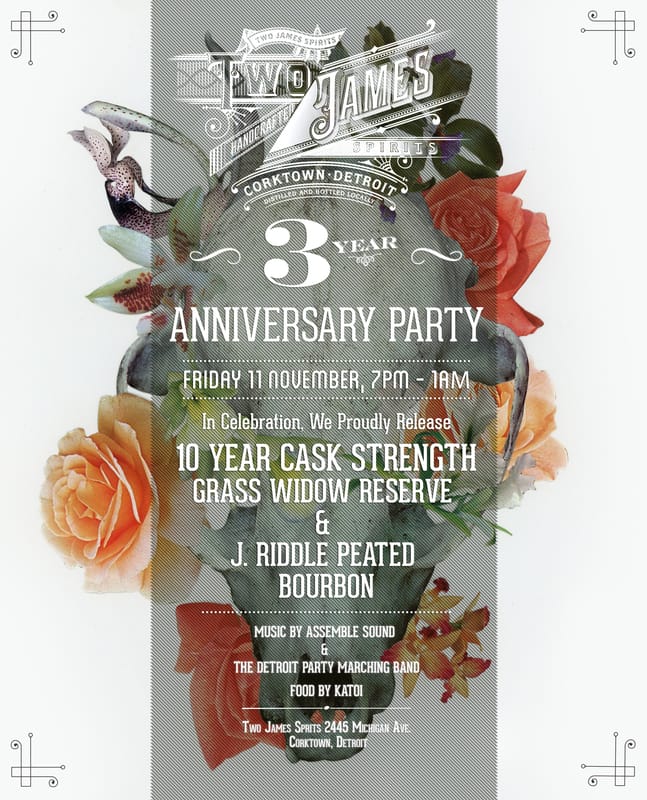 TWO JAMES SPIRITS
TWO
JAMES
HANDCRAFTED
SPIRITS
CORKTOWN · DETROIT
DISTILLED AND BOTTLED LOCALLY
3 YEAR
ANNIVERSARY PARTY
FRIDAY 11 NOVEMBER, 7PM - 1AM
In Celebration, We Proudly Release
10 YEAR CASK STRENGTH
GRASS WIDOW RESERVE
&
J. RIDDLE PEATED
BOURBON
MUSIC BY ASSEMBLE SOUND
&
THE DETROIT PARTY MARCHING BAND
FOOD BY KATOI
TWO JAMES SPRITS 2445 MICHIGAN AVE.
CORKTOWN, DETROIT